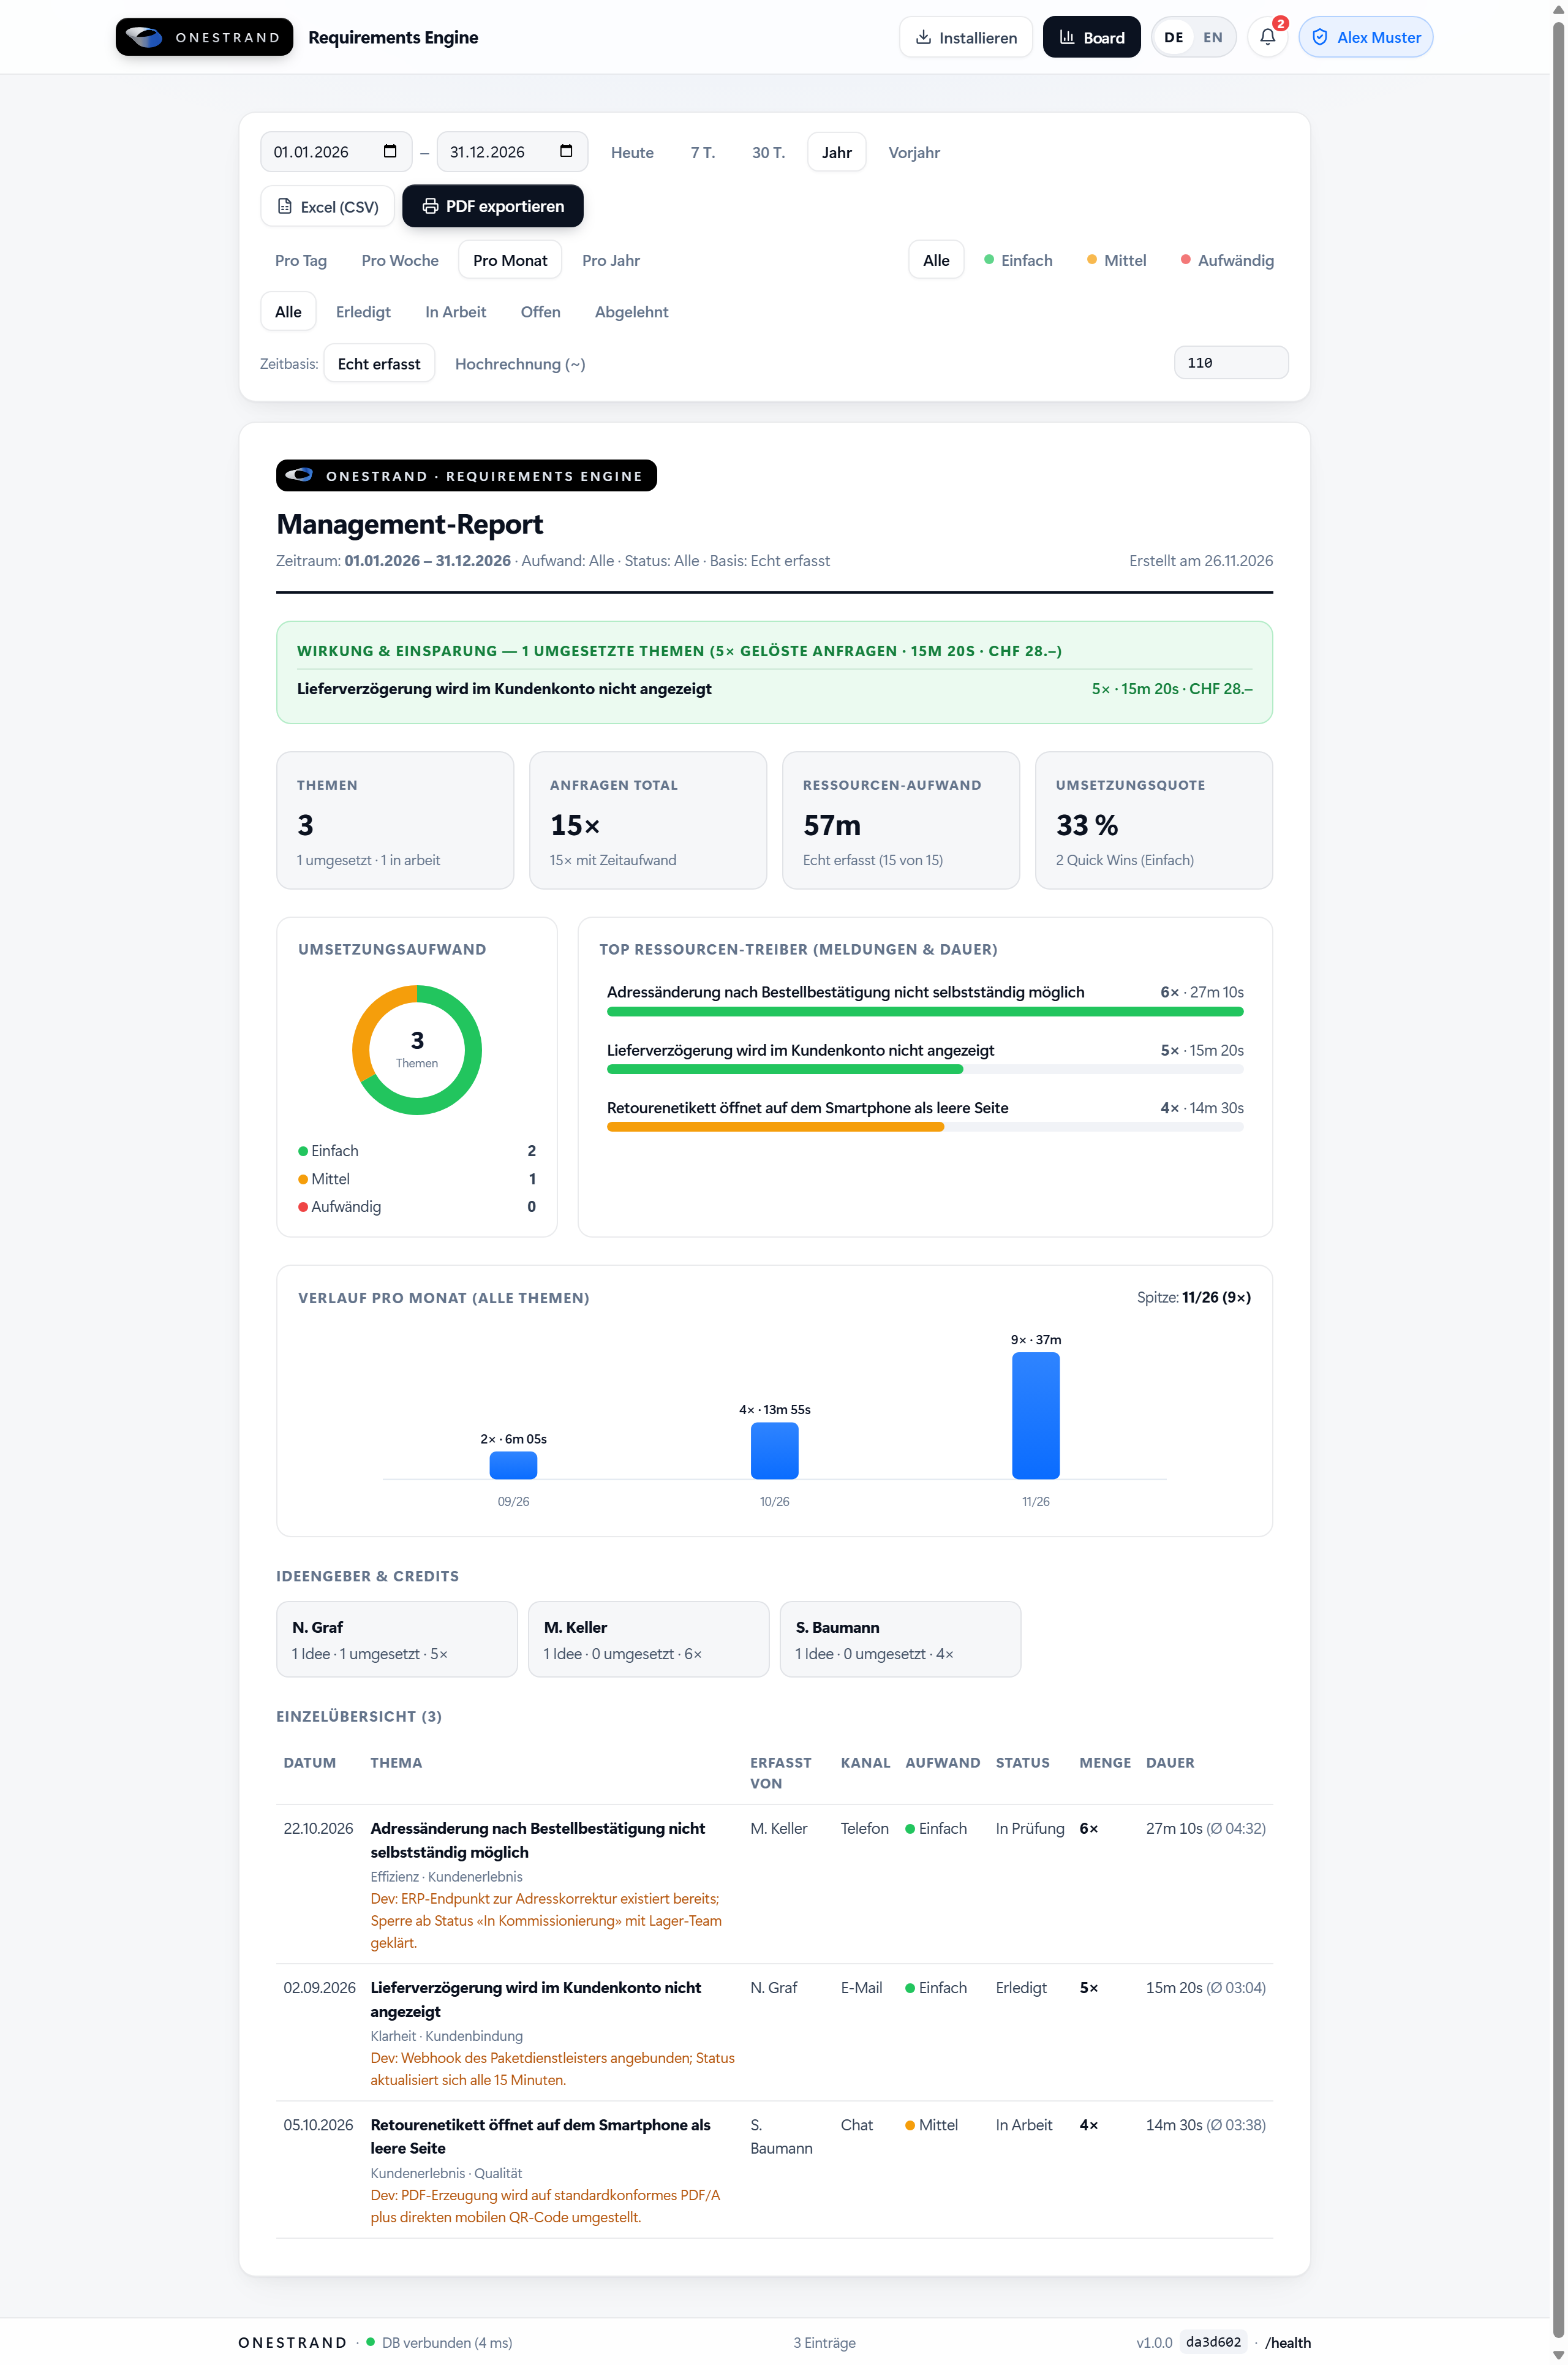 ONESTRAND Requirements Engine Installieren Board DE EN 2 Alex Muster
01.01.2026 – 31.12.2026 Heute 7 T. 30 T. Jahr Vorjahr
Excel (CSV) PDF exportieren
Pro Tag Pro Woche Pro Monat Pro Jahr Alle Einfach Mittel Aufwändig
Alle Erledigt In Arbeit Offen Abgelehnt
Zeitbasis: Echt erfasst Hochrechnung (~) 110
ONESTRAND · REQUIREMENTS ENGINE
Management-Report
Zeitraum: 01.01.2026 – 31.12.2026 · Aufwand: Alle · Status: Alle · Basis: Echt erfasst Erstellt am 26.11.2026
WIRKUNG & EINSPARUNG — 1 UMGESETZTE THEMEN (5× GELÖSTE ANFRAGEN · 15M 20S · CHF 28.–)
Lieferverzögerung wird im Kundenkonto nicht angezeigt 5× · 15m 20s · CHF 28.–
THEMEN
3
1 umgesetzt · 1 in arbeit
ANFRAGEN TOTAL
15×
15× mit Zeitaufwand
RESSOURCEN-AUFWAND
57m
Echt erfasst (15 von 15)
UMSETZUNGSQUOTE
33 %
2 Quick Wins (Einfach)
UMSETZUNGSAUFWAND
3
Themen
Einfach 2
Mittel 1
Aufwändig 0
TOP RESSOURCEN-TREIBER (MELDUNGEN & DAUER)
Adressänderung nach Bestellbestätigung nicht selbstständig möglich 6× · 27m 10s
Lieferverzögerung wird im Kundenkonto nicht angezeigt 5× · 15m 20s
Retourenetikett öffnet auf dem Smartphone als leere Seite 4× · 14m 30s
VERLAUF PRO MONAT (ALLE THEMEN) Spitze: 11/26 (9×)
9× · 37m
4× · 13m 55s
2× · 6m 05s
09/26 10/26 11/26
IDEENGEBER & CREDITS
N. Graf
1 Idee · 1 umgesetzt · 5×
M. Keller
1 Idee · 0 umgesetzt · 6×
S. Baumann
1 Idee · 0 umgesetzt · 4×
EINZELÜBERSICHT (3)
DATUM THEMA ERFASST VON KANAL AUFWAND STATUS MENGE DAUER
22.10.2026 Adressänderung nach Bestellbestätigung nicht M. Keller Telefon Einfach In Prüfung 6× 27m 10s (Ø 04:32)
selbstständig möglich
Effizienz · Kundenerlebnis
Dev: ERP-Endpunkt zur Adresskorrektur existiert bereits;
Sperre ab Status «In Kommissionierung» mit Lager-Team
geklärt.
02.09.2026 Lieferverzögerung wird im Kundenkonto nicht N. Graf E-Mail Einfach Erledigt 5× 15m 20s (Ø 03:04)
angezeigt
Klarheit · Kundenbindung
Dev: Webhook des Paketdienstleisters angebunden; Status
aktualisiert sich alle 15 Minuten.
05.10.2026 Retourenetikett öffnet auf dem Smartphone als S. Chat Mittel In Arbeit 4× 14m 30s (Ø 03:38)
leere Seite Baumann
Kundenerlebnis · Qualität
Dev: PDF-Erzeugung wird auf standardkonformes PDF/A
plus direkten mobilen QR-Code umgestellt.
ONESTRAND · DB verbunden (4 ms) 3 Einträge v1.0.0 da3d602 · /health